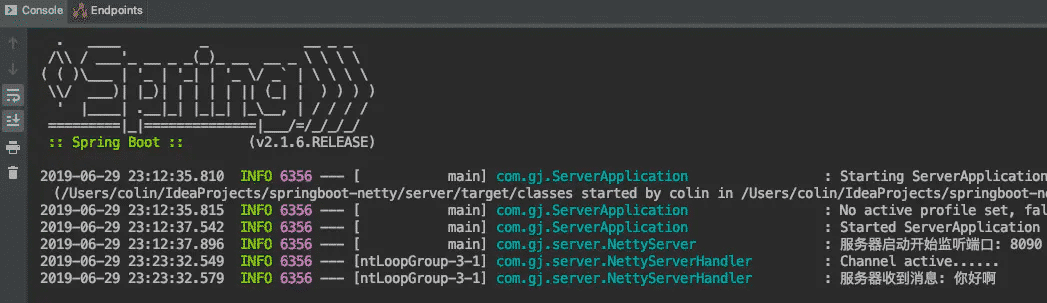 Console Endpoints
  .   ____          _            __ _ _
 /\\ / ___'_ __ _ _(_)_ __  __ _ \ \ \ \
( ( )\___ | '_ | '_| | '_ \/ _` | \ \ \ \
 \\/  ___)| |_)| | | | | || (_| |  ) ) ) )
  '  |____| .__|_| |_|_| |_\__, | / / / /
 =========|_|==============|___/=/_/_/_/
 :: Spring Boot ::        (v2.1.6.RELEASE)
2019-06-29 23:12:35.810  INFO 6356 --- [           main] com.gj.ServerApplication                 : Starting ServerApplication
 (/Users/colin/IdeaProjects/springboot-netty/server/target/classes started by colin in /Users/colin/IdeaProjects/springboot-ne
2019-06-29 23:12:35.815  INFO 6356 --- [           main] com.gj.ServerApplication                 : No active profile set, fal
2019-06-29 23:12:37.542  INFO 6356 --- [           main] com.gj.ServerApplication                 : Started ServerApplication
2019-06-29 23:12:37.896  INFO 6356 --- [           main] com.gj.server.NettyServer                : 服务器启动开始监听端口: 8090
2019-06-29 23:23:32.549  INFO 6356 --- [ntLoopGroup-3-1] com.gj.server.NettyServerHandler         : Channel active......
2019-06-29 23:23:32.579  INFO 6356 --- [ntLoopGroup-3-1] com.gj.server.NettyServerHandler         : 服务器收到消息: 你好啊